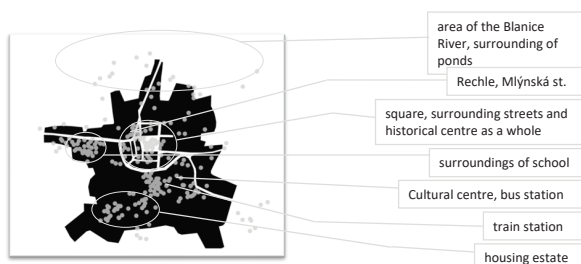 area of the Blanice
River, surrounding of
ponds
Rechle, Mlýnská st.
square, surrounding streets and
historical centre as a whole
surroundings of school
Cultural centre, bus station
train station
housing estate